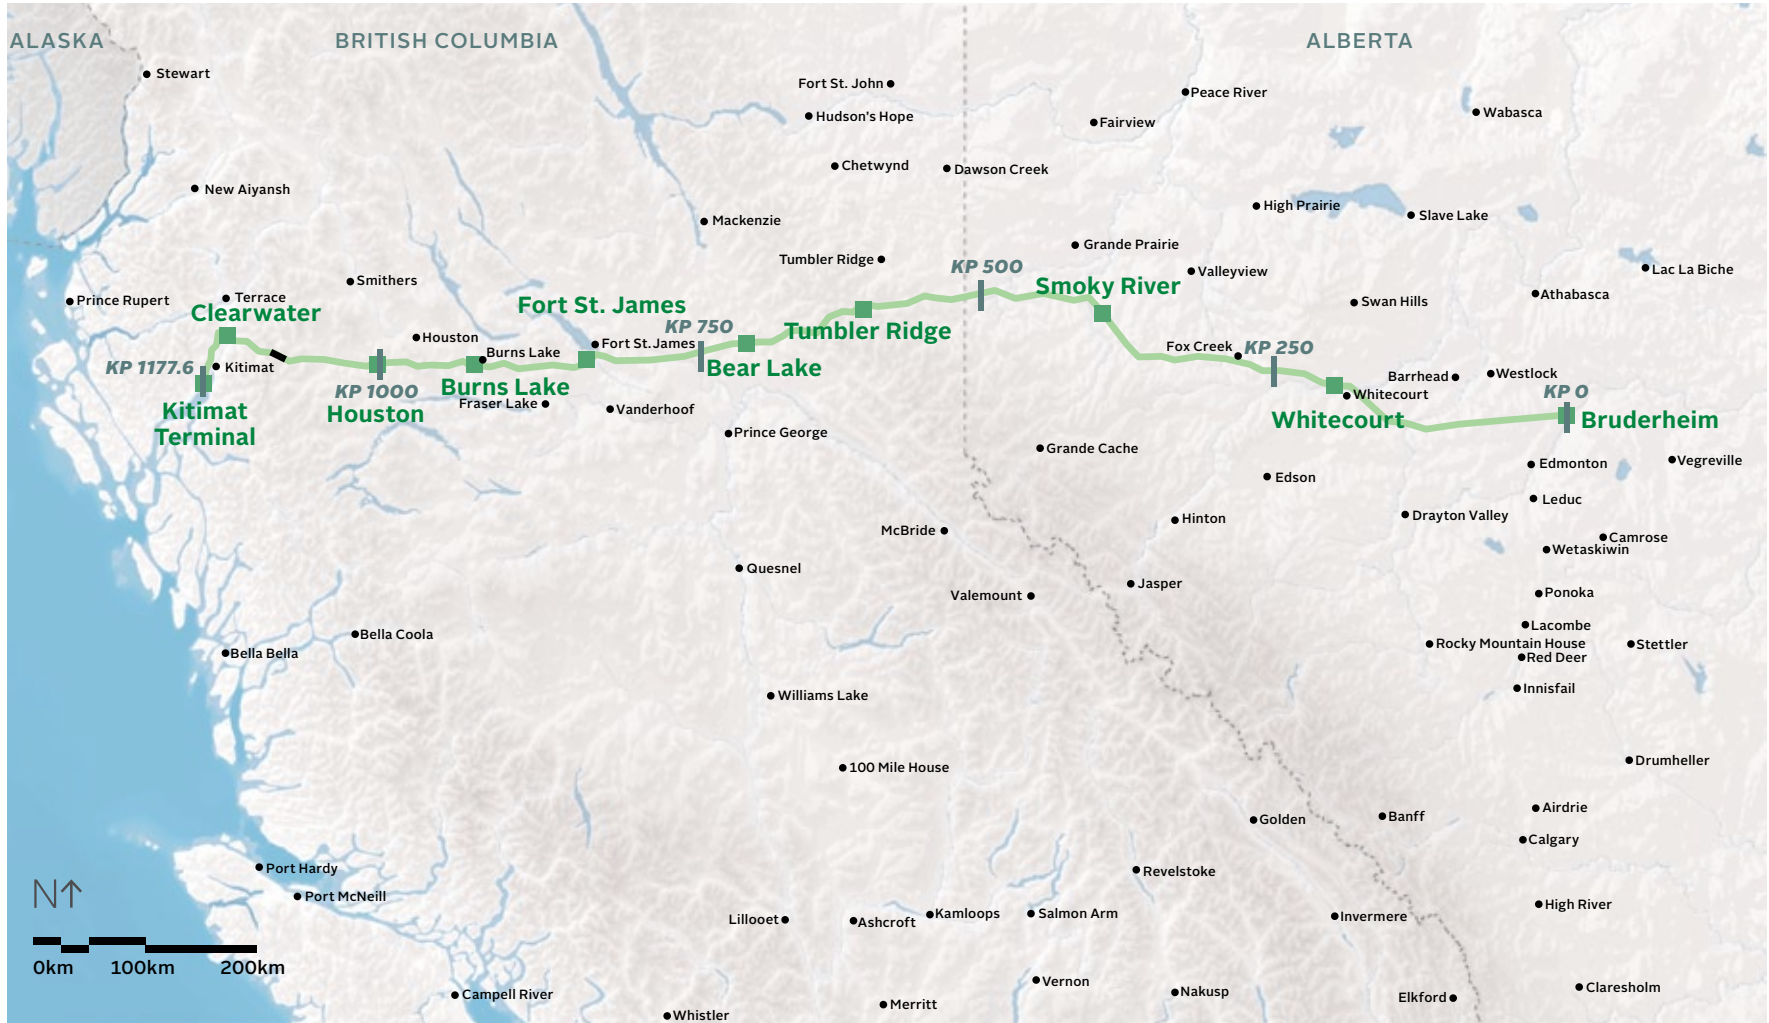 ALASKA
BRITISH COLUMBIA
ALBERTA
Stewart
Fort St. John
Peace River
Hudson's Hope
Fairview
Wabasca
Chetwynd
Dawson Creek
New Aiyansh
High Prairie
Slave Lake
Mackenzie
Grande Prairie
Tumbler Ridge
KP 500
Valleyview
Lac La Biche
Smithers
Smoky River
Athabasca
Prince Rupert
Terrace
Swan Hills
Clearwater
Fort St. James
KP 750
Tumbler Ridge
Houston
Fort St.James
Fox Creek
KP 250
Burns Lake
KP 1177.6
Kitimat
Bear Lake
Barrhead
Westlock
KP 1000
Burns Lake
KP 0
Whitecourt
Kitimat
Terminal
Houston
Fraser Lake
Vanderhoof
Whitecourt
Bruderheim
Prince George
Grande Cache
Edmonton
Vegreville
Edson
Leduc
Hinton
Drayton Valley
McBride
Camrose
Wetaskiwin
Quesnel
Jasper
Valemount
Ponoka
Lacombe
Bella Coola
Rocky Mountain House
Stettler
Bella Bella
Red Deer
Innisfail
Williams Lake
100 Mile House
Drumheller
Airdrie
Golden
Banff
Calgary
Port Hardy
Revelstoke
N↑
Port McNeill
High River
Lillooet
Ashcroft
Kamloops
Salmon Arm
Invermere
0km
100km
200km
Vernon
Campell River
Nakusp
Elkford
Claresholm
Merritt
Whistler